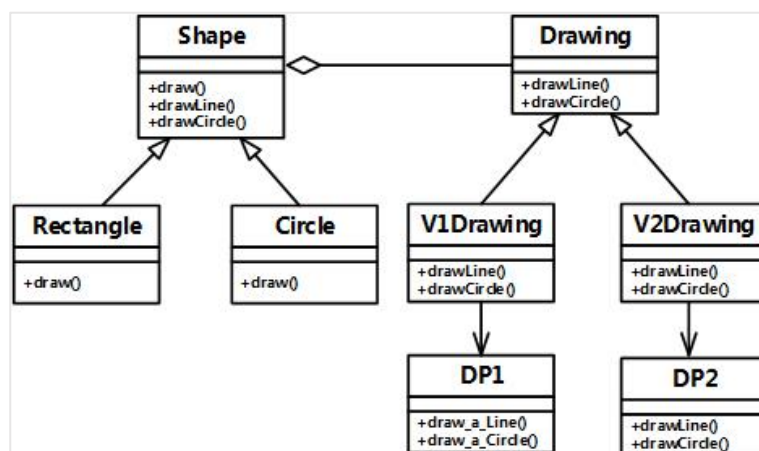 Shape
+draw()
+drawLine()
+drawCircle()
Drawing
+drawLine()
+drawCircle()
Rectangle
+draw()
Circle
+draw()
V1Drawing
+drawLine()
+drawCircle()
V2Drawing
+drawLine()
+drawCircle()
DP1
+draw_a_Line()
+draw_a_Circle()
DP2
+drawLine()
+drawCircle()